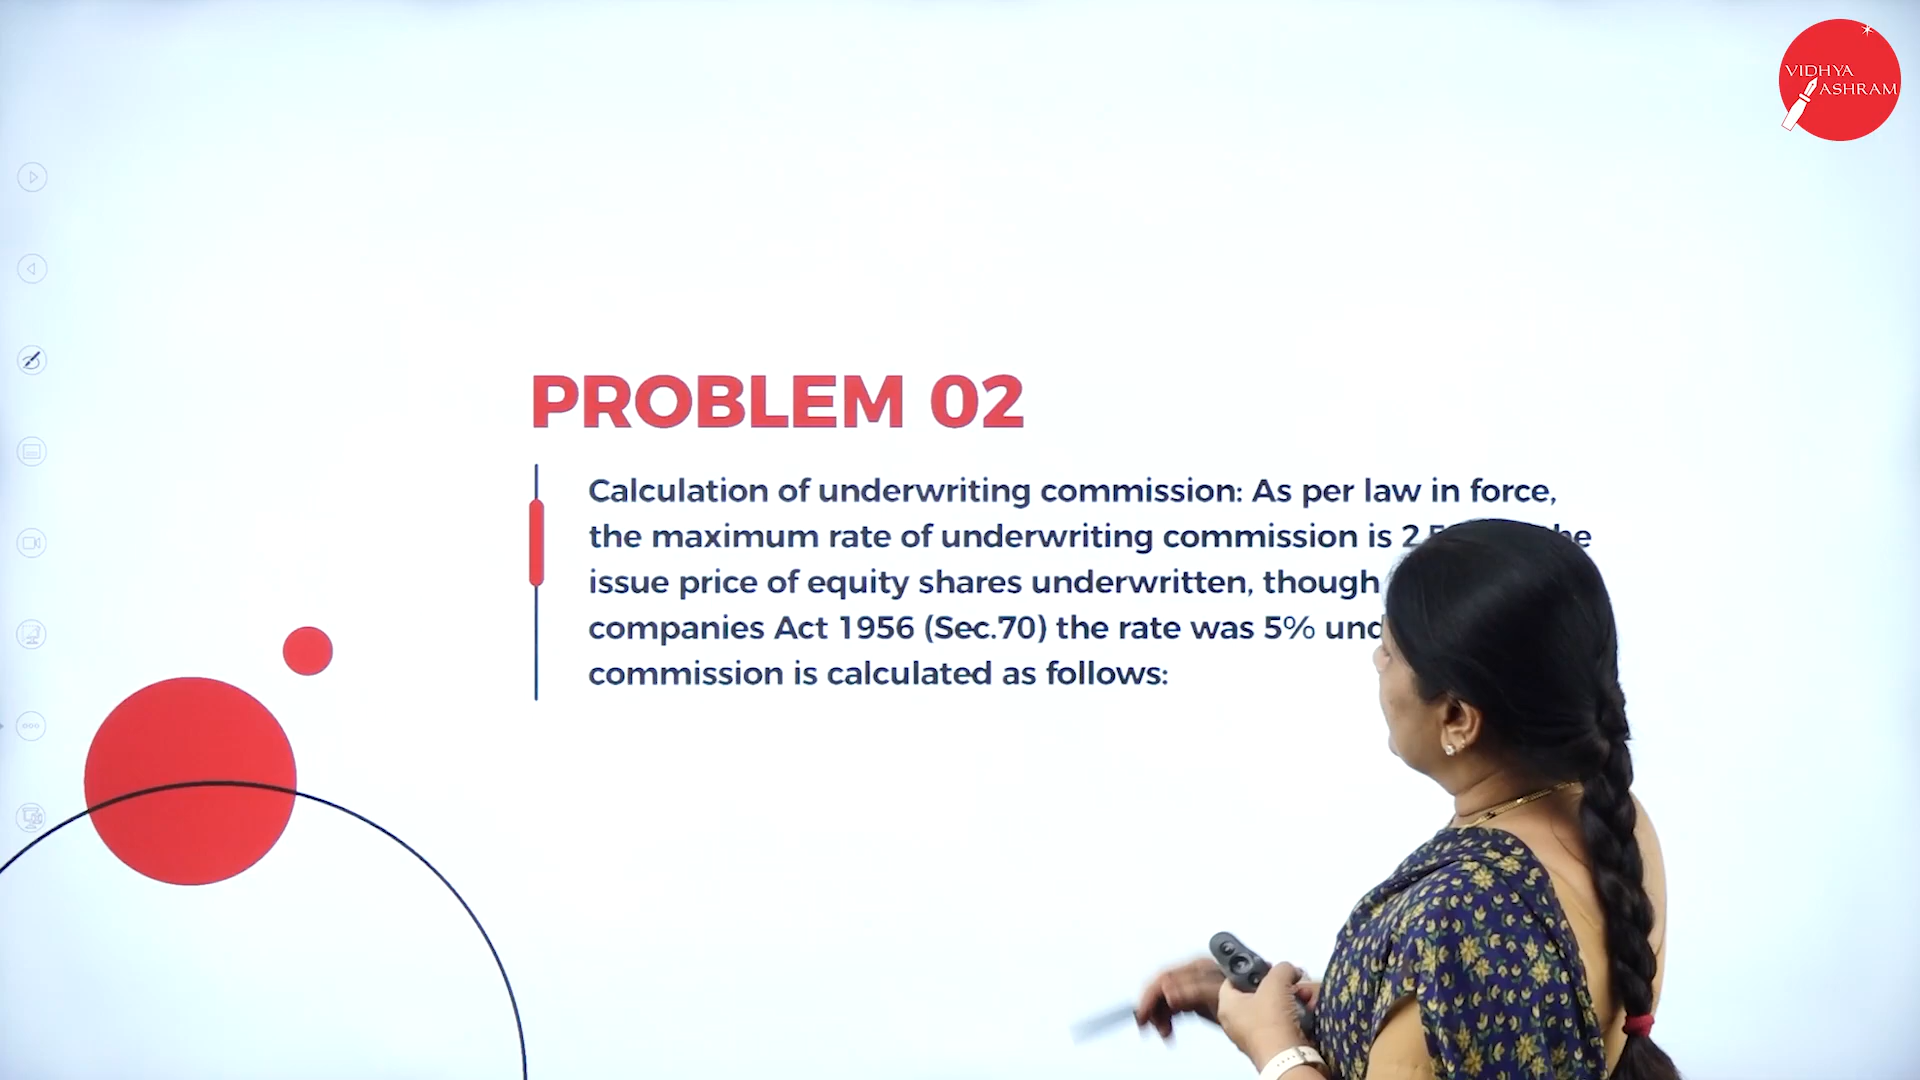 VIDHYA
ASHRAM
PROBLEM 02
Calculation of underwriting commission: As per law in force,
the maximum rate of underwriting commission is
issue price of equity shares underwritten, though
companies Act 1956 (Sec.70) the rate was 5%
commission is calculated as follows: